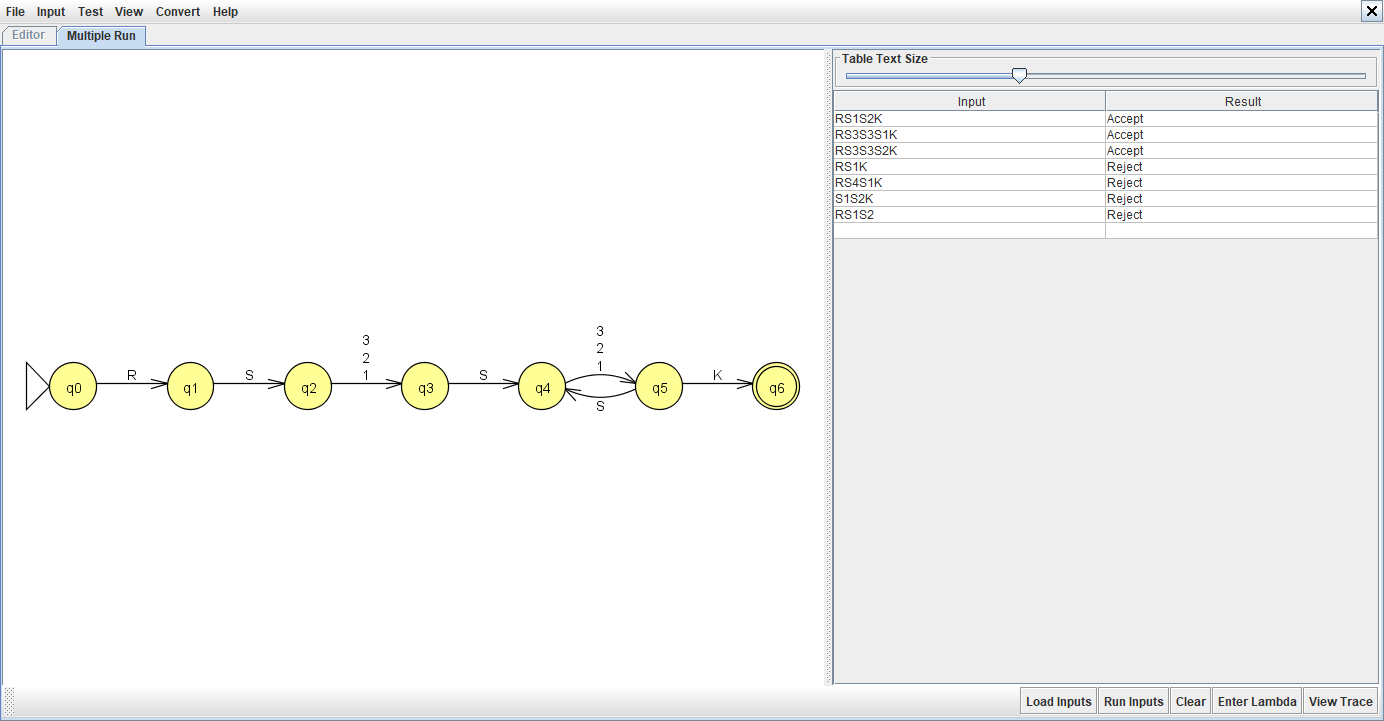 File Input Test View Convert Help
Editor Multiple Run
Table Text Size
Input Result
RS1S2K Accept
RS3S3S1K Accept
RS3S3S2K Accept
RS1K Reject
RS4S1K Reject
S1S2K Reject
RS1S2 Reject
3 3
2 2
1 1
R S S K
q0 q1 q2 q3 q4 q5 q6
S
Load Inputs Run Inputs Clear Enter Lambda View Trace